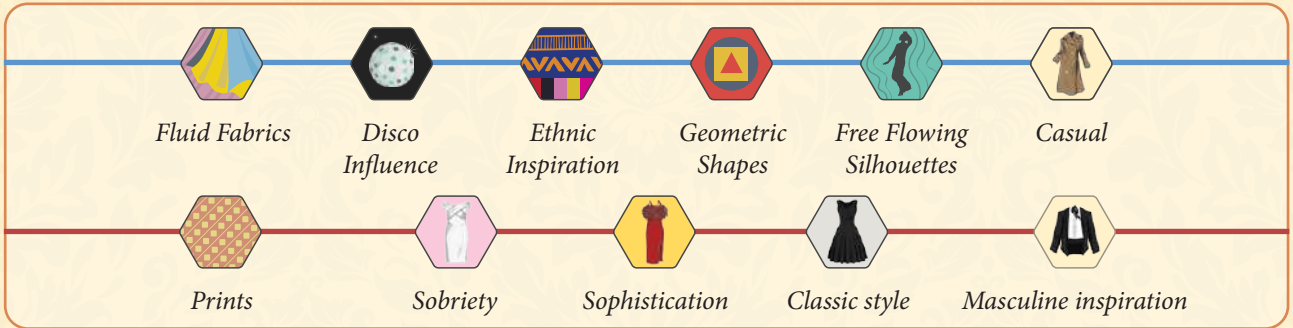 Fluid Fabrics
Disco
Influence
Ethnic
Inspiration
Geometric
Shapes
Free Flowing
Silhouettes
Casual
Prints
Sobriety
Sophistication
Classic style
Masculine inspiration